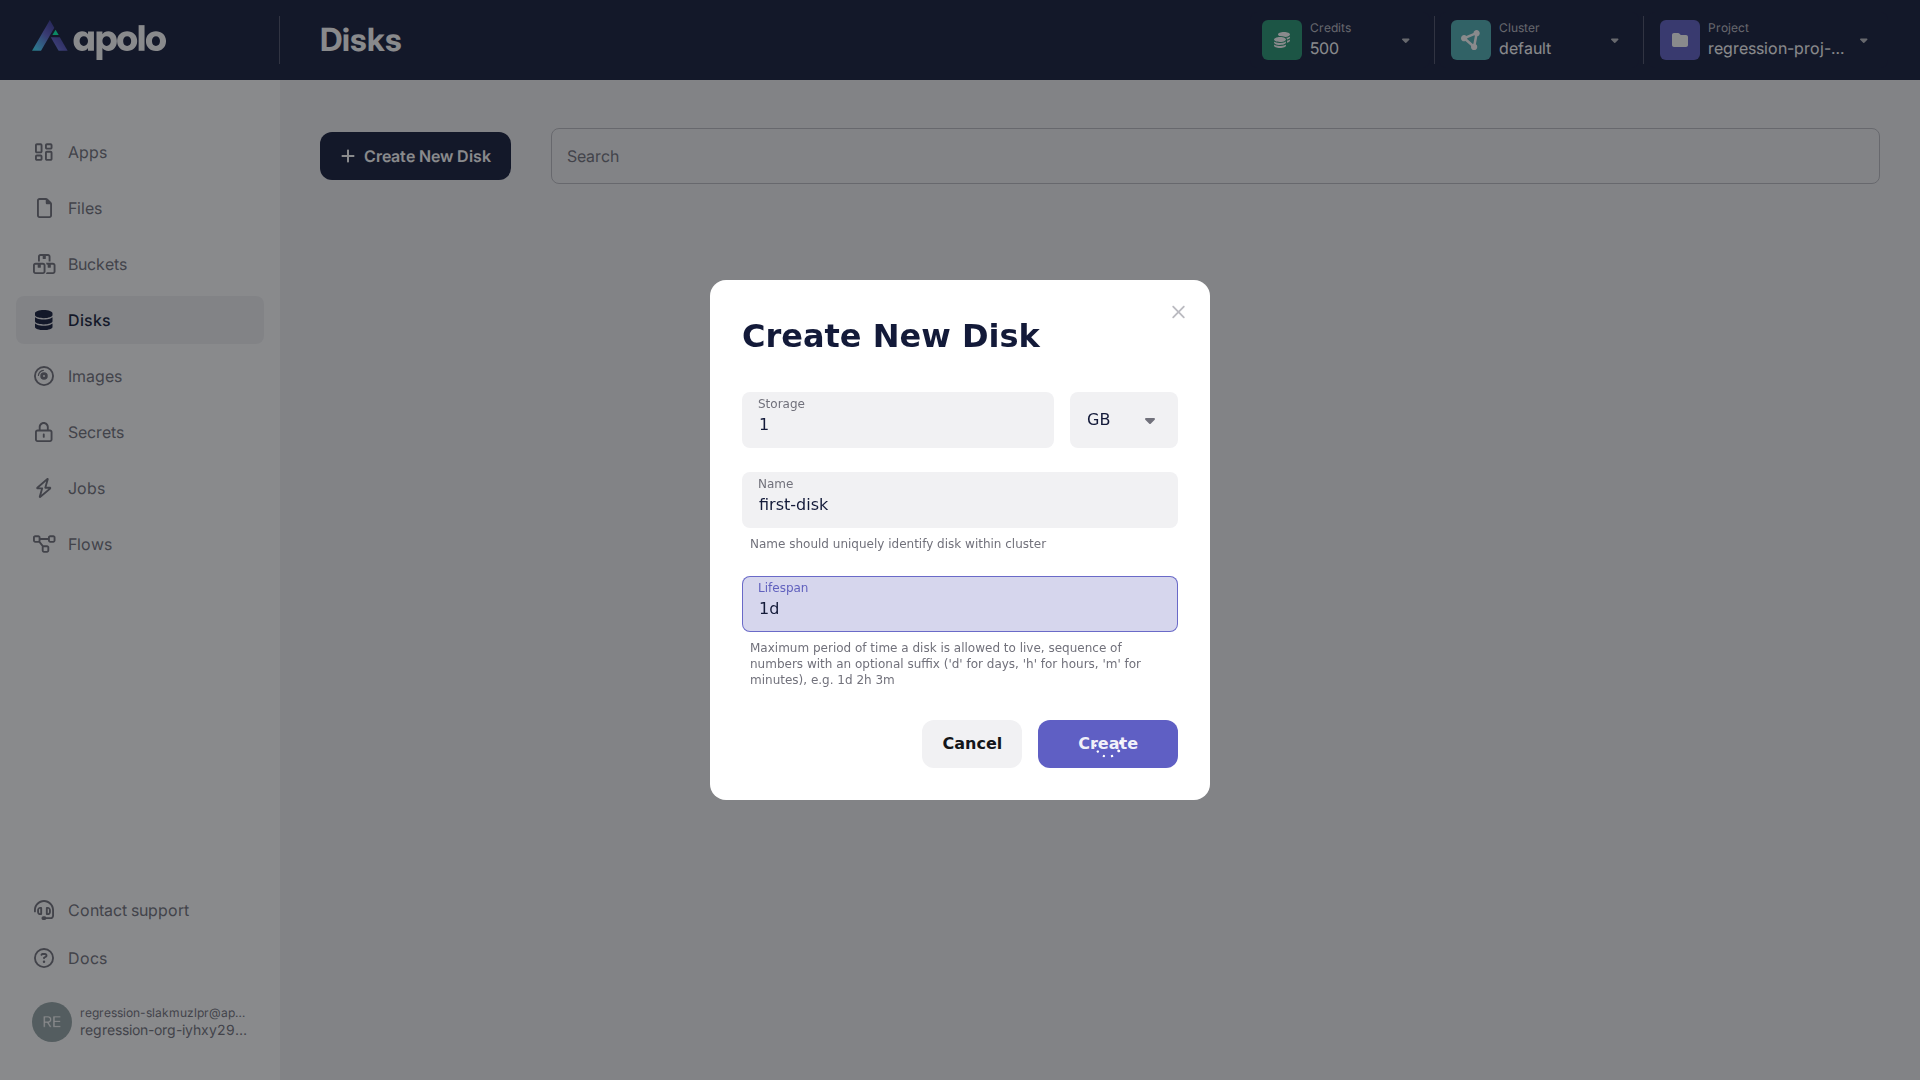 apolo
Disks
Credits
500
Cluster
default
Project
regression-proj-...
Apps
Files
Buckets
Disks
Images
Secrets
Jobs
Flows
Contact support
Docs
RE
regression-slakmuzlpr@ap...
regression-org-iyhxy29...
Create New Disk
Search
Create New Disk
Storage
1
GB
Name
first-disk
Name should uniquely identify disk within cluster
Lifespan
1d
Maximum period of time a disk is allowed to live, sequence of
numbers with an optional suffix ('d' for days, 'h' for hours, 'm' for
minutes), e.g. 1d 2h 3m
Cancel
Create